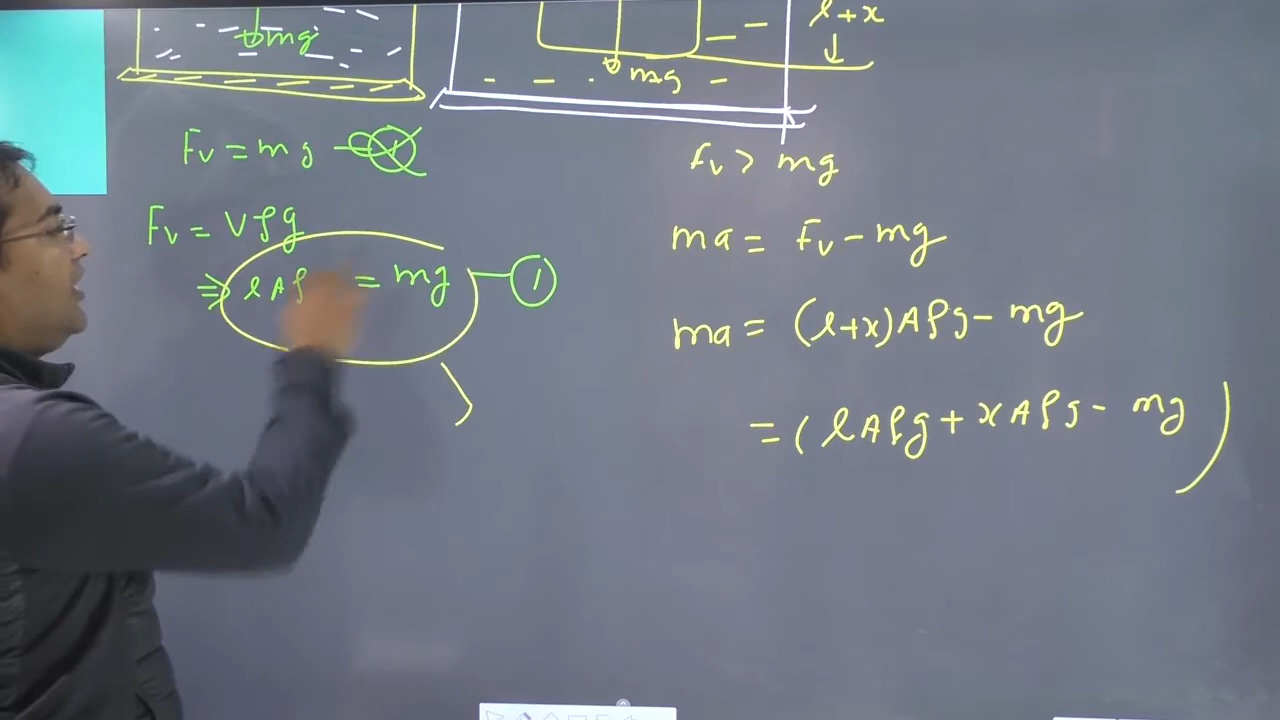 mg
l+x
↓
mg
Fv = mg
Fv = Vρg
⇒ lAρ = mg —①
Fv > mg
ma = Fv − mg
ma = (l+x)Aρg − mg
= (lAρg + xAρg − mg)